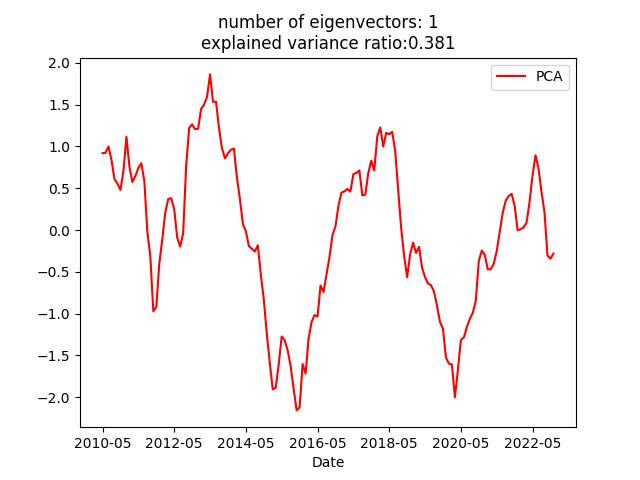 number of eigenvectors: 1
explained variance ratio:0.381
PCA
2.0
1.5
1.0
0.5
0.0
−0.5
−1.0
−1.5
−2.0
2010-05 2012-05 2014-05 2016-05 2018-05 2020-05 2022-05
Date